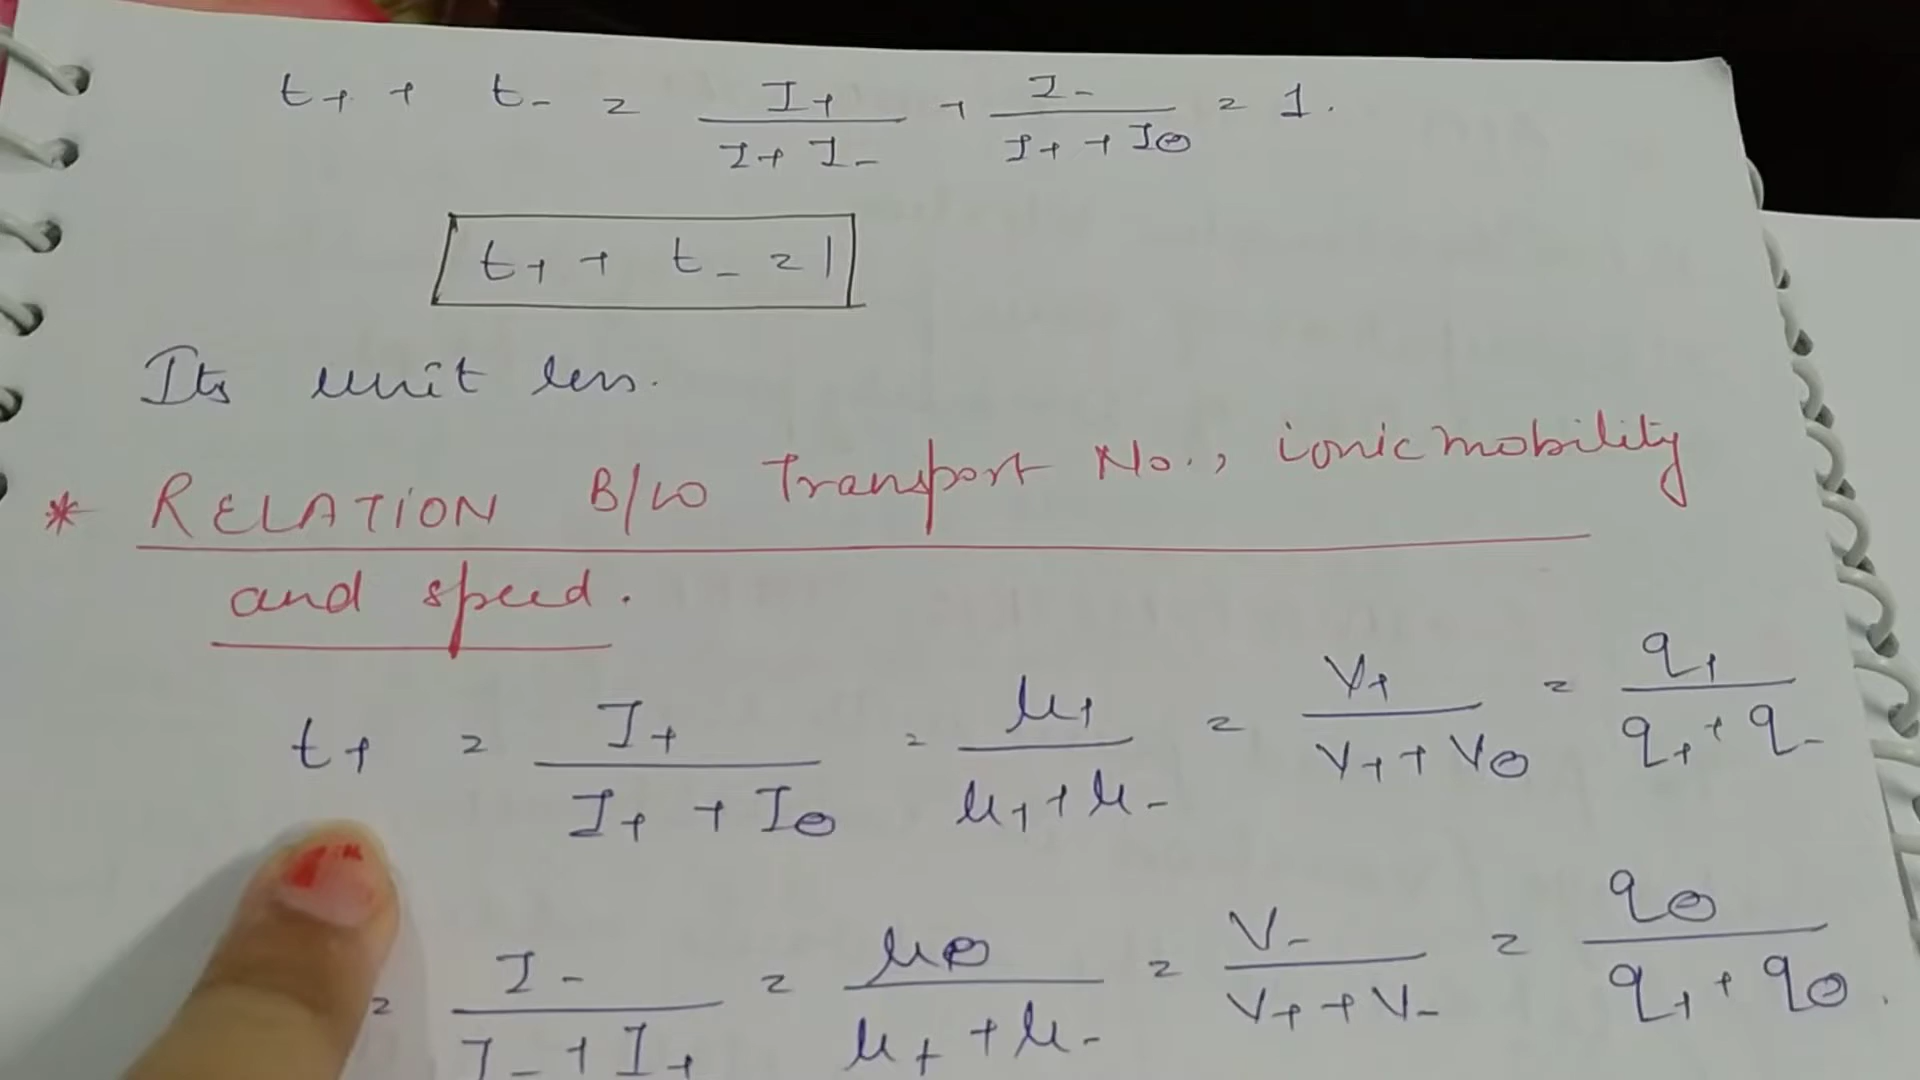 t₊ + t₋ = I₊/I₊ I₋ + I₋/I₊ + I⊖ = 1.
t₊ + t₋ = 1
Its unit less.
* RELATION B/w Transport No., ionic mobility
and speed.
t₊ = I₊/I₊ + I⊖ = μ₊/μ₊ + μ₋ = V₊/V₊ + V⊖ = q₊/q₊ + q₋
= I₋/I₋ + I₊ = μ⊖/μ₊ + μ₋ = V₋/V₊ + V₋ = q⊖/q₊ + q⊖.